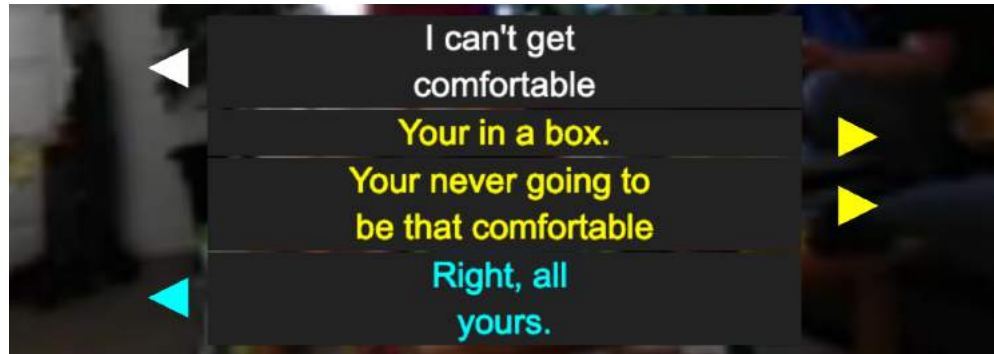 I can't get
comfortable
Your in a box.
Your never going to
be that comfortable
Right, all
yours.